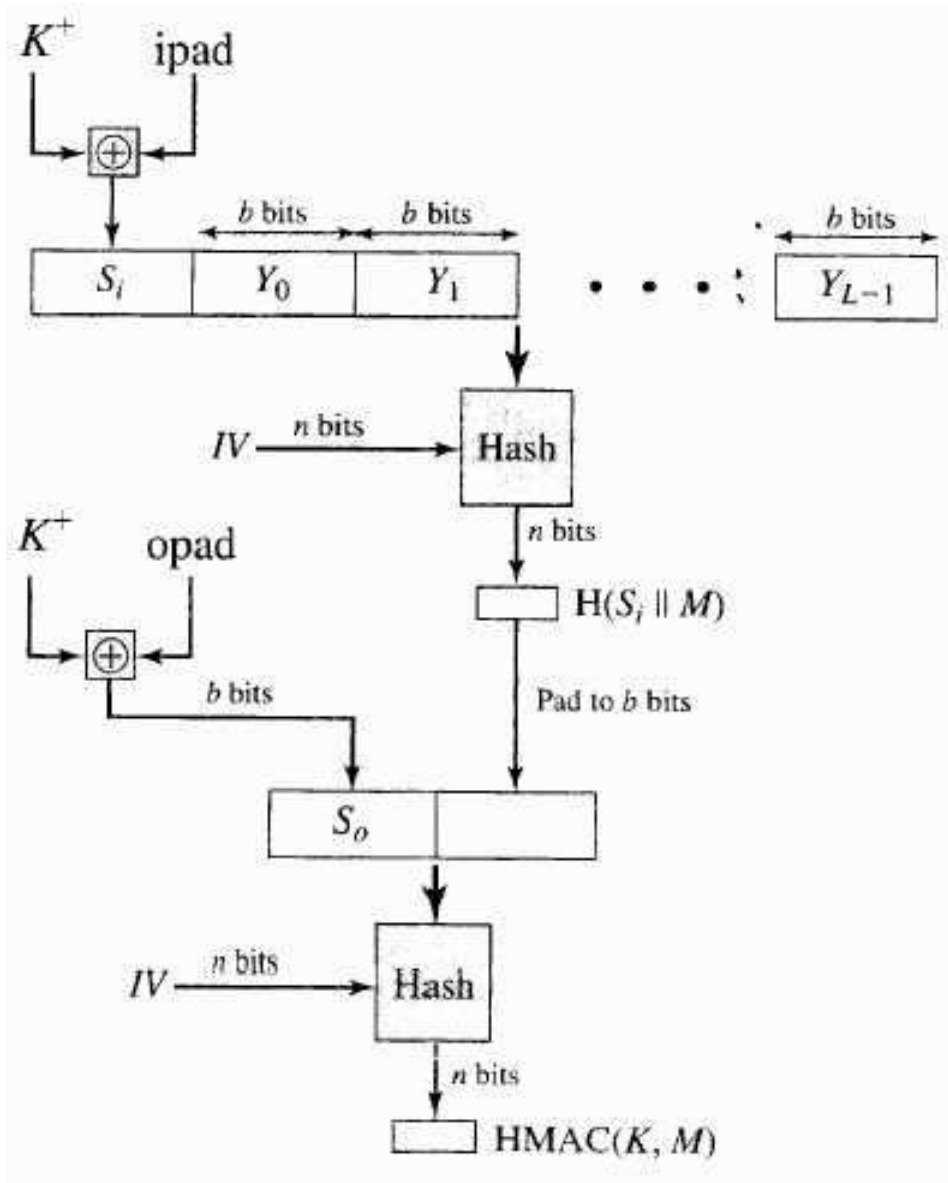 K+ ipad
⊕
b bits b bits b bits
Si Y0 Y1 • • • YL−1
IV n bits Hash
n bits
K+ opad
H(Si || M)
⊕
b bits Pad to b bits
So
IV n bits Hash
n bits
HMAC(K, M)